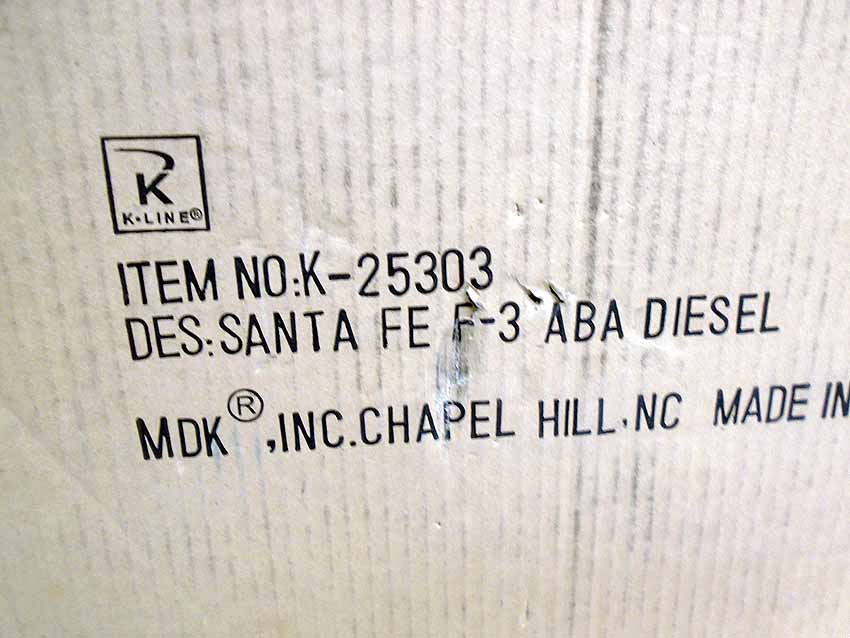 K
K·LINE®
ITEM NO:K-25303
DES:SANTA FE F-3 ABA DIESEL
MDK®,INC.CHAPEL HILL,NC MADE IN